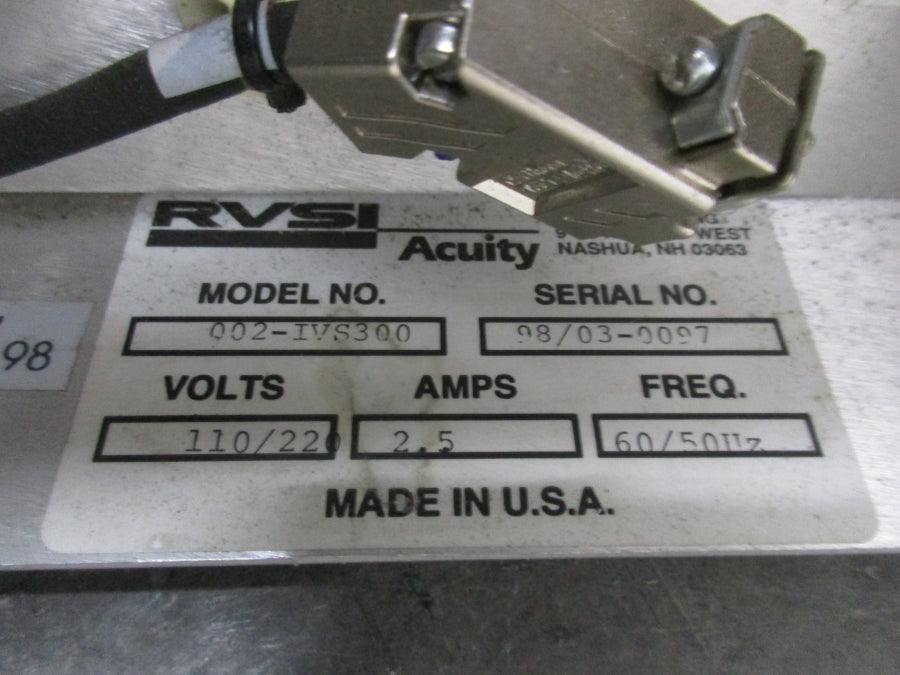 RVSI
Acuity
WEST
NASHUA, NH 03063
MODEL NO.
SERIAL NO.
002-IVS300
98/03-0097
98
VOLTS
AMPS
FREQ.
110/220
2.5
60/50Hz
MADE IN U.S.A.